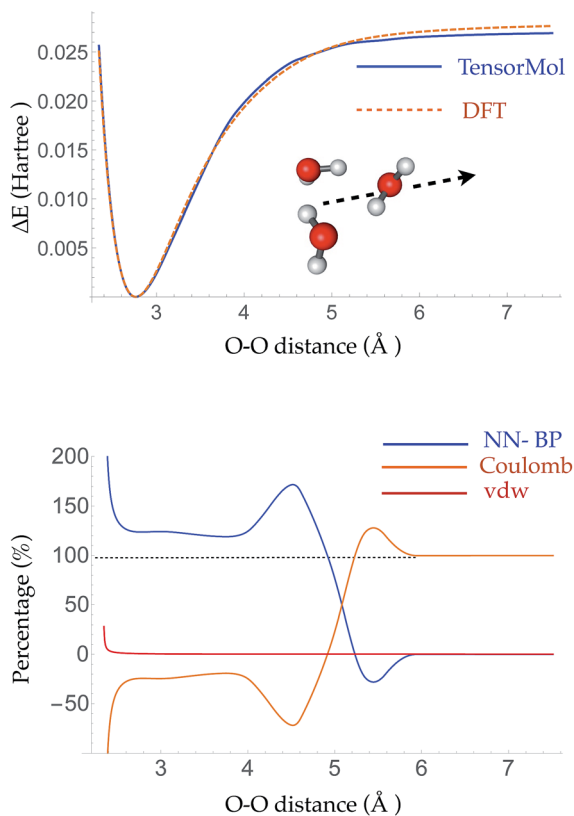 0.025
0.020
0.015
0.010
0.005
ΔE (Hartree)
TensorMol
DFT
3 4 5 6 7
O-O distance (Å )
200
150
100
50
0
−50
Percentage (%)
NN- BP
Coulomb
vdw
3 4 5 6 7
O-O distance (Å )